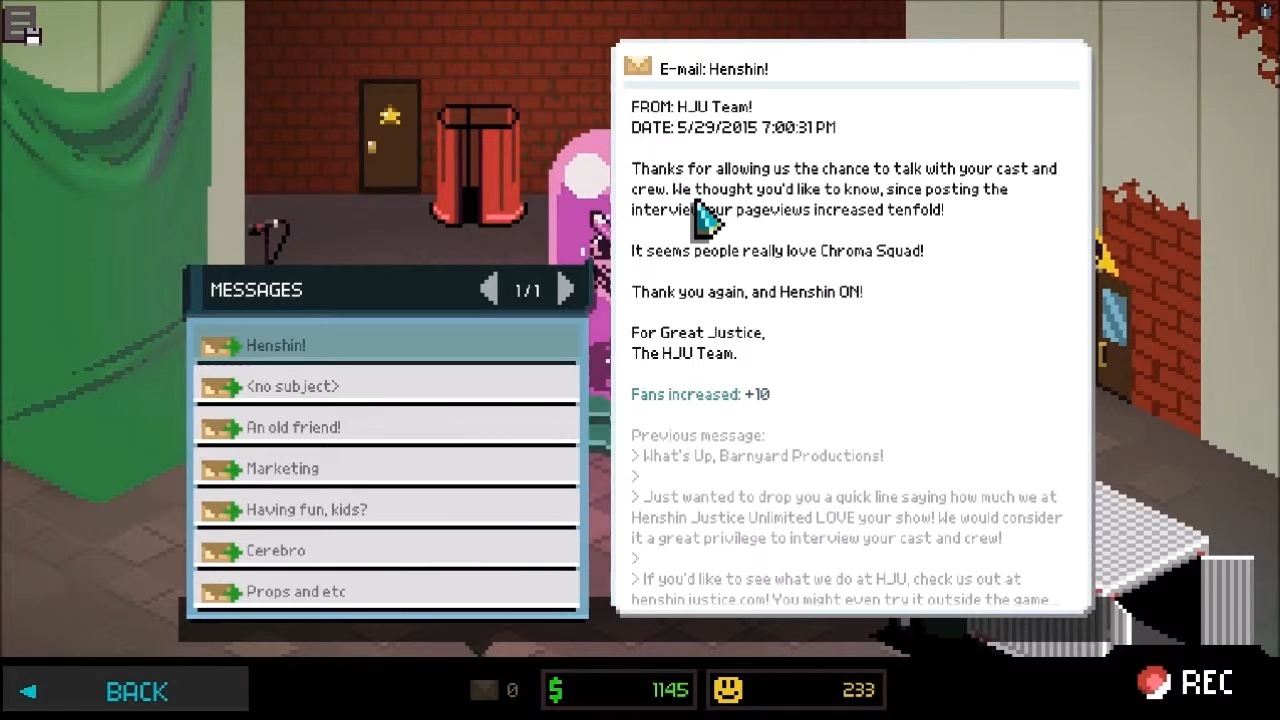 E-mail: Henshin!
FROM: HJU Team!
DATE: 5/29/2015 7:00:31 PM
Thanks for allowing us the chance to talk with your cast and
crew. We thought you'd like to know, since posting the
pageviews increased tenfold!
It seems people really love Chroma Squad!
Thank you again, and Henshin ON!
For Great Justice,
The HJU Team.
Fans increased: +10
Previous message:
> What's Up, Barnyard Productions!
>
> Just wanted to drop you a quick line saying how much we at
Henshin Justice Unlimited LOVE your show! We would consider
it a great privilege to interview your cast and crew!
>
> If you'd like to see what we do at HJU, check us out at
henshinjustice.com! You might even try it outside the game...
MESSAGES
1/1
Henshin!
<no subject>
An old friend!
Marketing
Having fun, kids?
Cerebro
Props and etc
BACK
0
$ 1145
233
REC